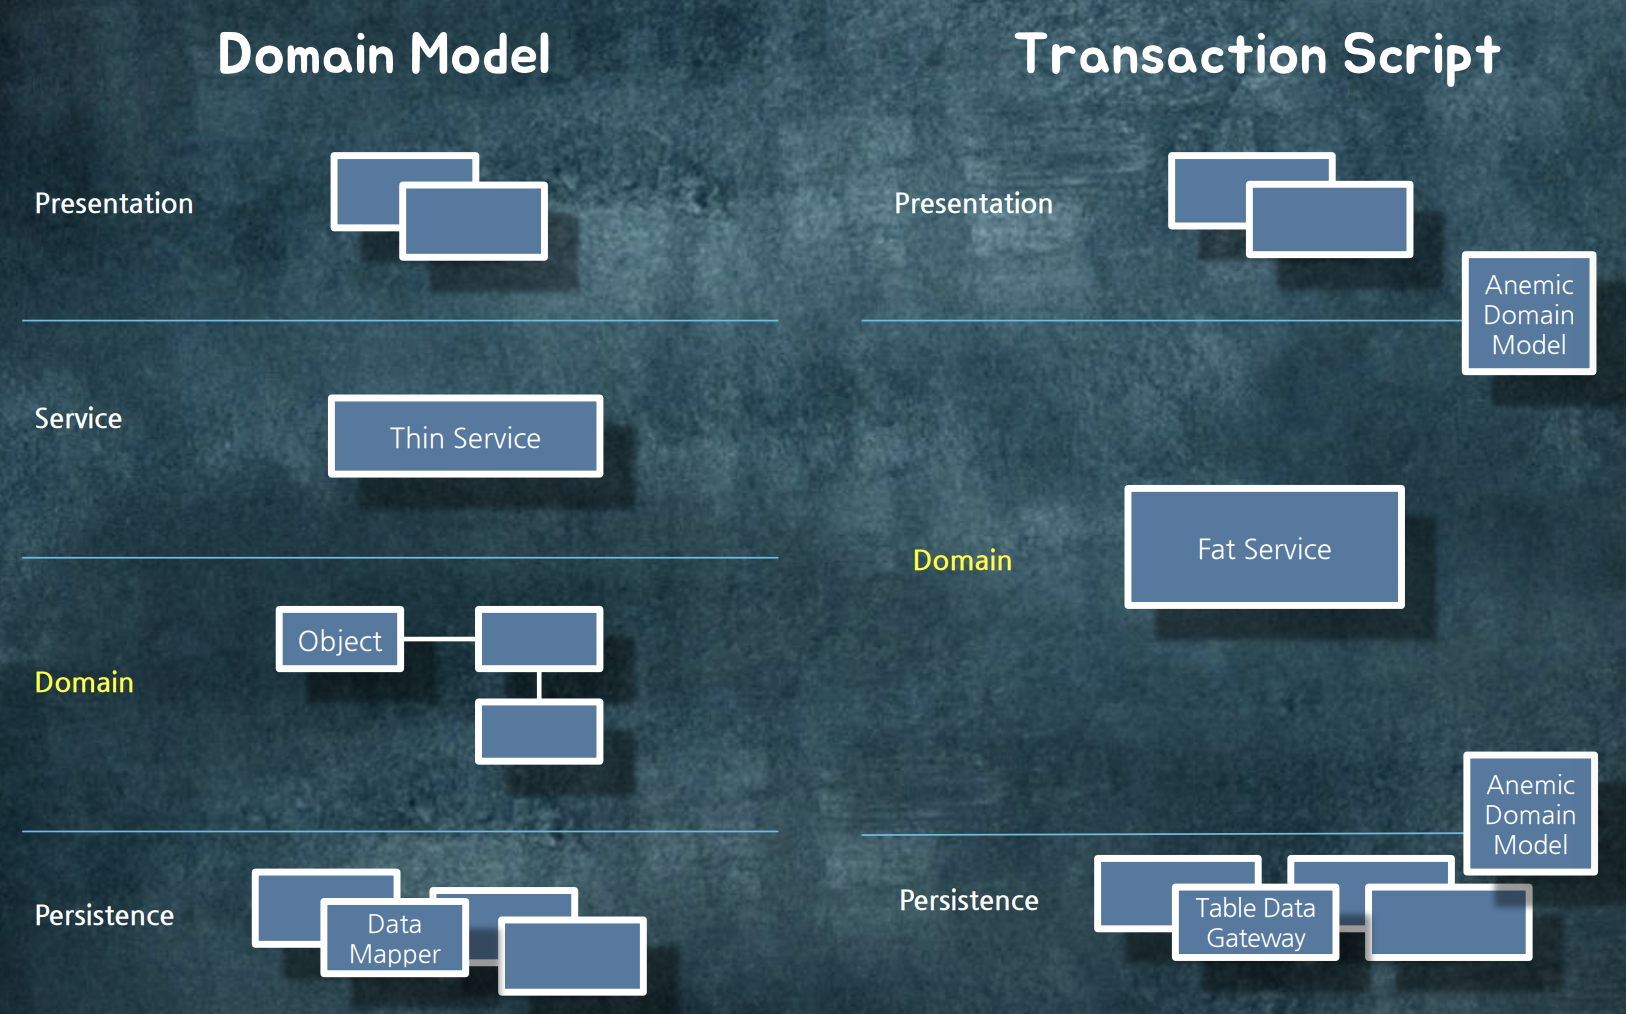 Domain Model
Presentation
Service
Thin Service
Domain
Object
Persistence
Data
Mapper
Transaction Script
Presentation
Anemic
Domain
Model
Domain
Fat Service
Anemic
Domain
Model
Persistence
Table Data
Gateway